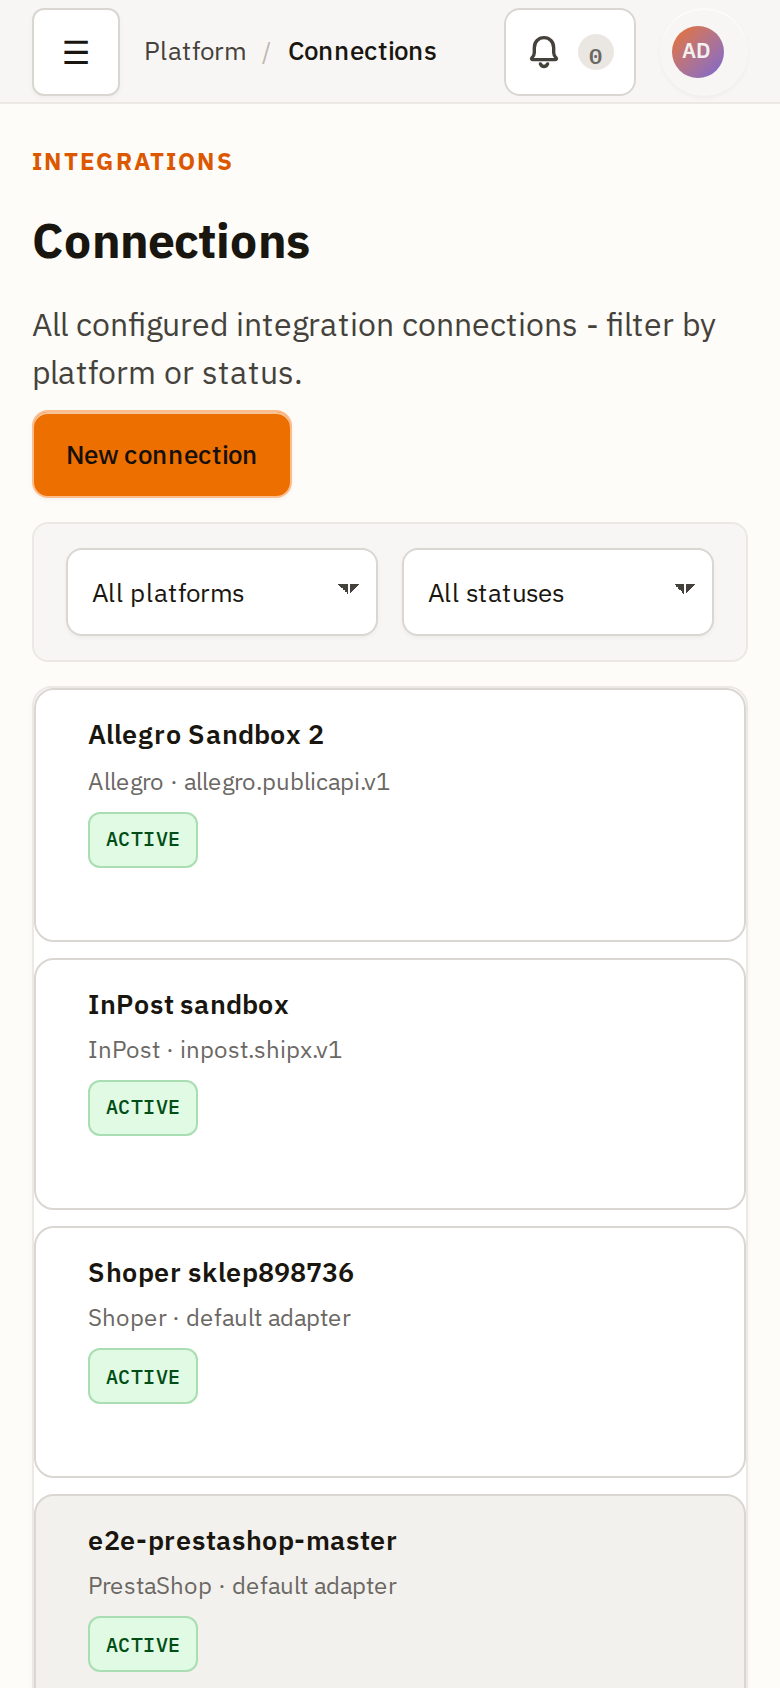 ☰ Platform / Connections 0 AD
INTEGRATIONS
Connections
All configured integration connections - filter by
platform or status.
New connection
All platforms All statuses
Allegro Sandbox 2
Allegro · allegro.publicapi.v1
ACTIVE
InPost sandbox
InPost · inpost.shipx.v1
ACTIVE
Shoper sklep898736
Shoper · default adapter
ACTIVE
e2e-prestashop-master
PrestaShop · default adapter
ACTIVE